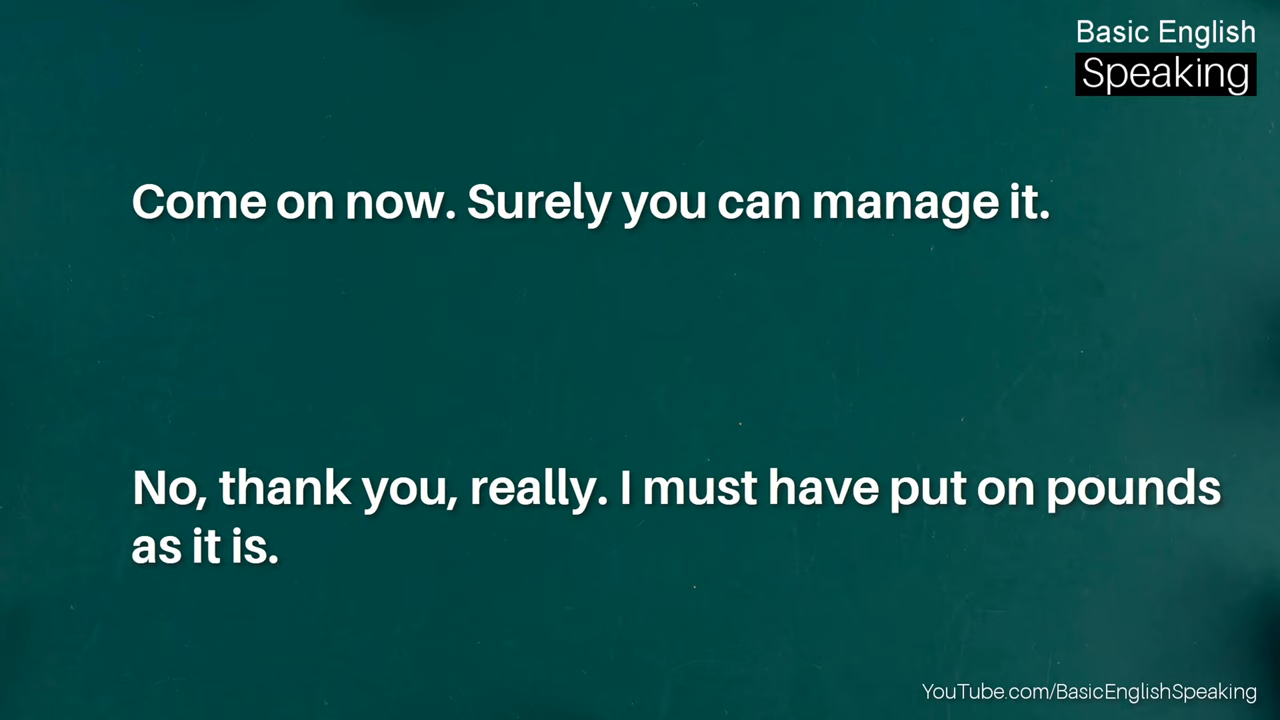 Basic English
Speaking
Come on now. Surely you can manage it.
No, thank you, really. I must have put on pounds
as it is.
YouTube.com/BasicEnglishSpeaking